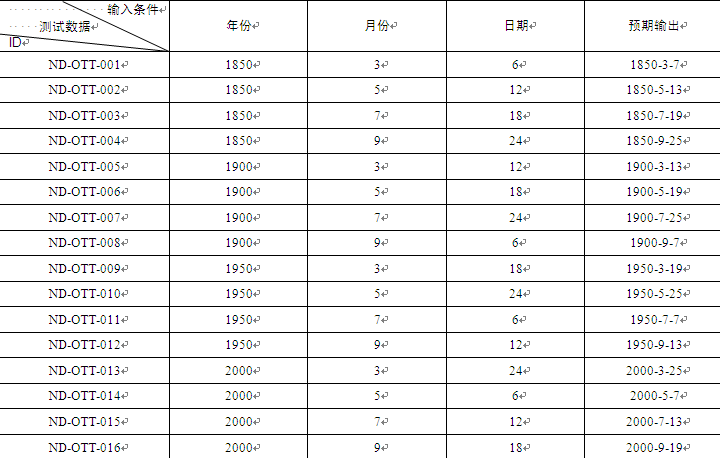 输入条件
测试数据
ID
年份 月份 日期 预期输出
ND-OTT-001 1850 3 6 1850-3-7
ND-OTT-002 1850 5 12 1850-5-13
ND-OTT-003 1850 7 18 1850-7-19
ND-OTT-004 1850 9 24 1850-9-25
ND-OTT-005 1900 3 12 1900-3-13
ND-OTT-006 1900 5 18 1900-5-19
ND-OTT-007 1900 7 24 1900-7-25
ND-OTT-008 1900 9 6 1900-9-7
ND-OTT-009 1950 3 18 1950-3-19
ND-OTT-010 1950 5 24 1950-5-25
ND-OTT-011 1950 7 6 1950-7-7
ND-OTT-012 1950 9 12 1950-9-13
ND-OTT-013 2000 3 24 2000-3-25
ND-OTT-014 2000 5 6 2000-5-7
ND-OTT-015 2000 7 12 2000-7-13
ND-OTT-016 2000 9 18 2000-9-19